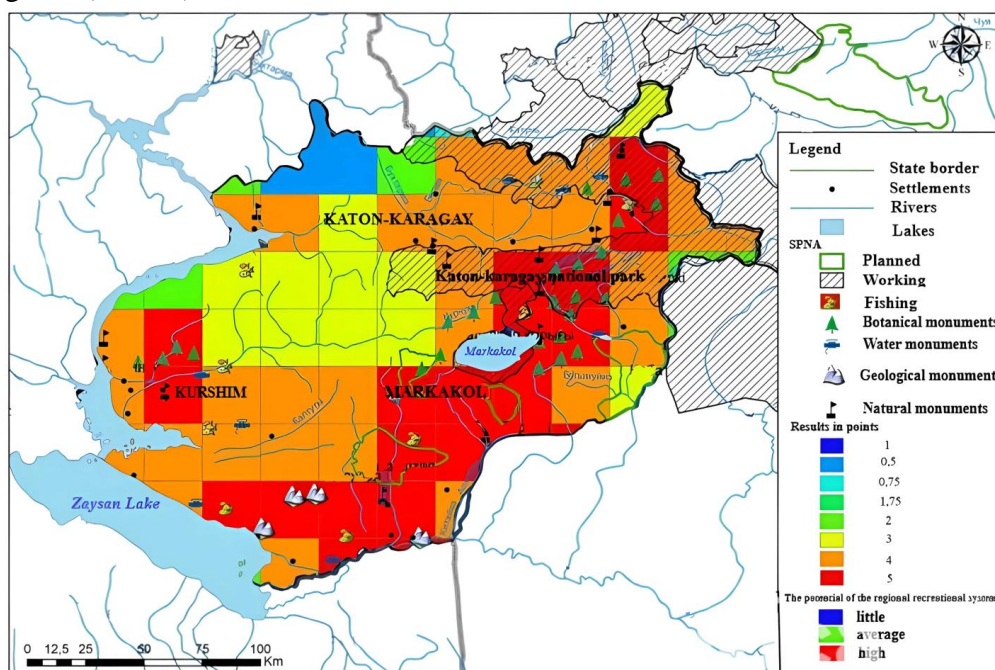 N
W
E
S
Чуя
KATON-KARAGAY
Katon-karagay national park
Markakol
KURSHIM
MARKAKOL
Zaysan Lake
0 12,5 25 50 75 100
Km
Legend
State border
Settlements
Rivers
Lakes
SPNA
Planned
Working
Fishing
Botanical monuments
Water monuments
Geological monument
Natural monuments
Results in points
1
0,5
0,75
1,75
2
3
4
5
The potential of the regional recreational
little
average
high